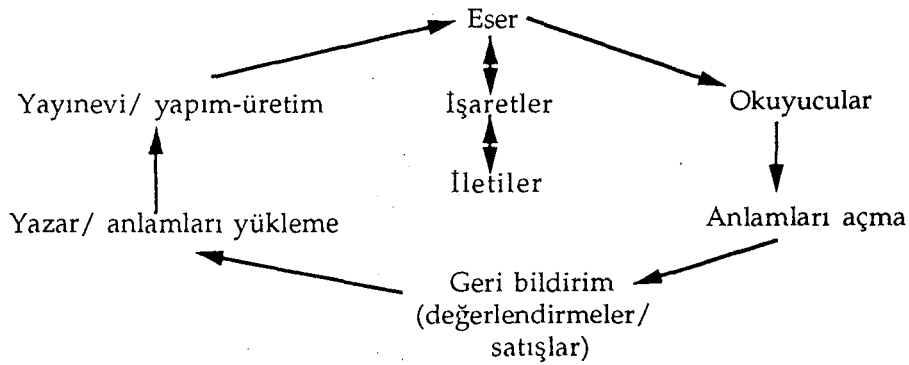 Eser
Yayınevi/ yapım-üretim
İşaretler
Okuyucular
İletiler
Yazar/ anlamları yükleme
Anlamları açma
Geri bildirim
(değerlendirmeler/
satışlar)